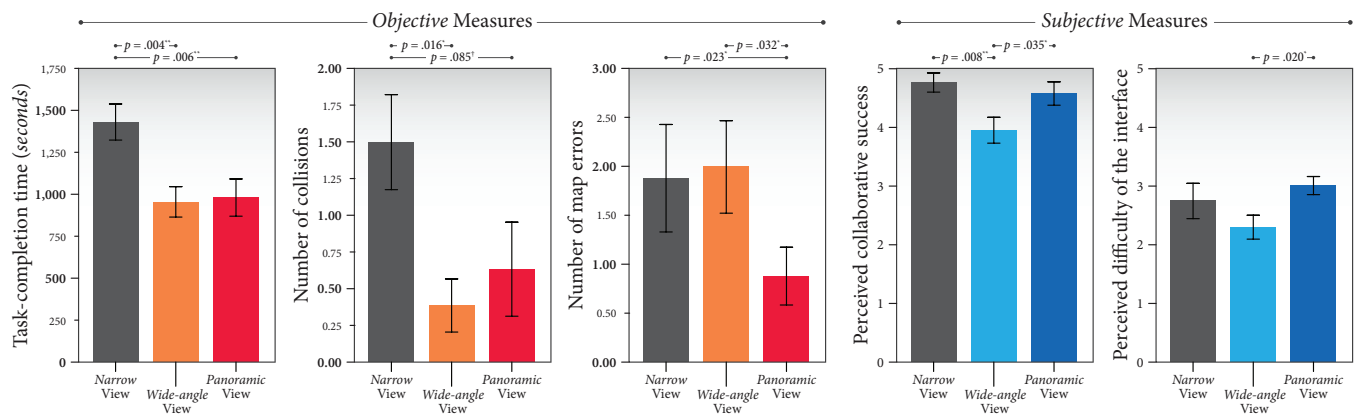 Objective Measures
Subjective Measures
p = .004**
p = .006**
Task-completion time (seconds)
1,750
1,500
1,250
1,000
750
500
250
0
Narrow View
Wide-angle View
Panoramic View
p = .016*
p = .085†
Number of collisions
2.00
1.75
1.50
1.25
1.00
0.75
0.50
0.25
0.00
Narrow View
Wide-angle View
Panoramic View
p = .032*
p = .023*
Number of map errors
3.00
2.50
2.00
1.50
1.00
0.50
0.00
Narrow View
Wide-angle View
Panoramic View
p = .035*
p = .008**
Perceived collaborative success
5
4
3
2
1
0
Narrow View
Wide-angle View
Panoramic View
p = .020*
Perceived difficulty of the interface
5
4
3
2
1
0
Narrow View
Wide-angle View
Panoramic View